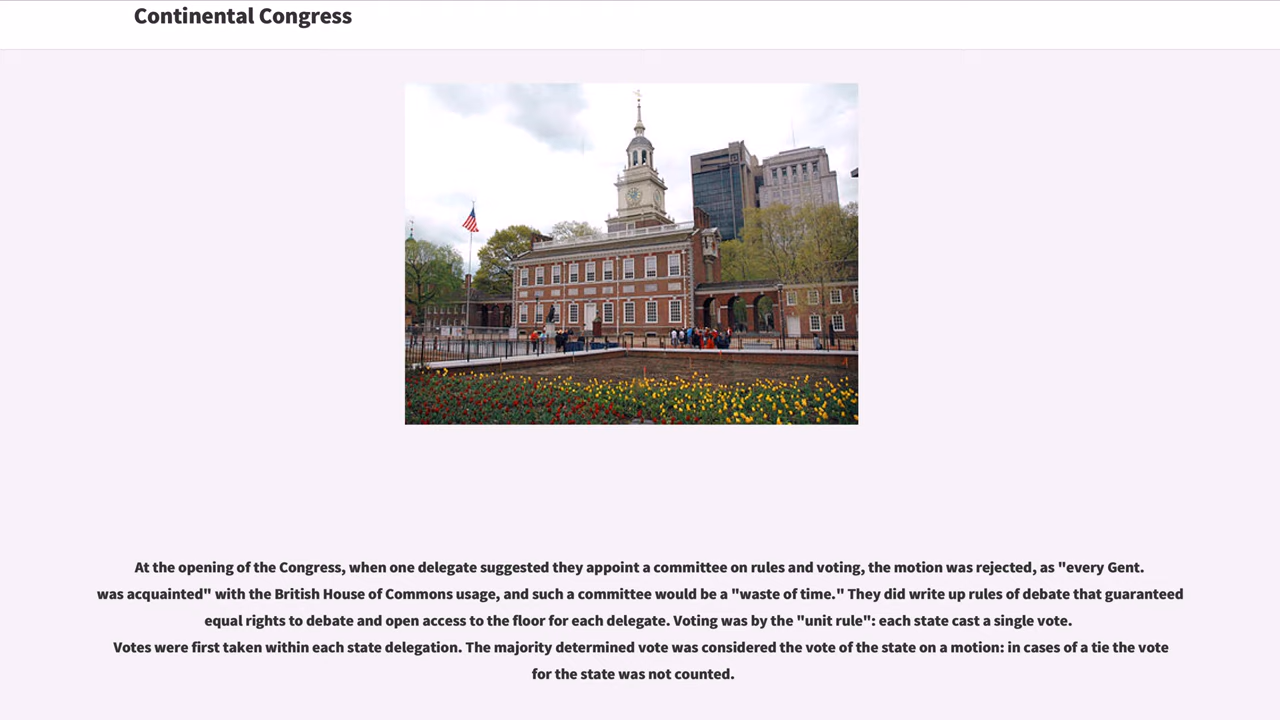 Continental Congress
At the opening of the Congress, when one delegate suggested they appoint a committee on rules and voting, the motion was rejected, as "every Gent.
was acquainted" with the British House of Commons usage, and such a committee would be a "waste of time." They did write up rules of debate that guaranteed
equal rights to debate and open access to the floor for each delegate. Voting was by the "unit rule": each state cast a single vote.
Votes were first taken within each state delegation. The majority determined vote was considered the vote of the state on a motion: in cases of a tie the vote
for the state was not counted.